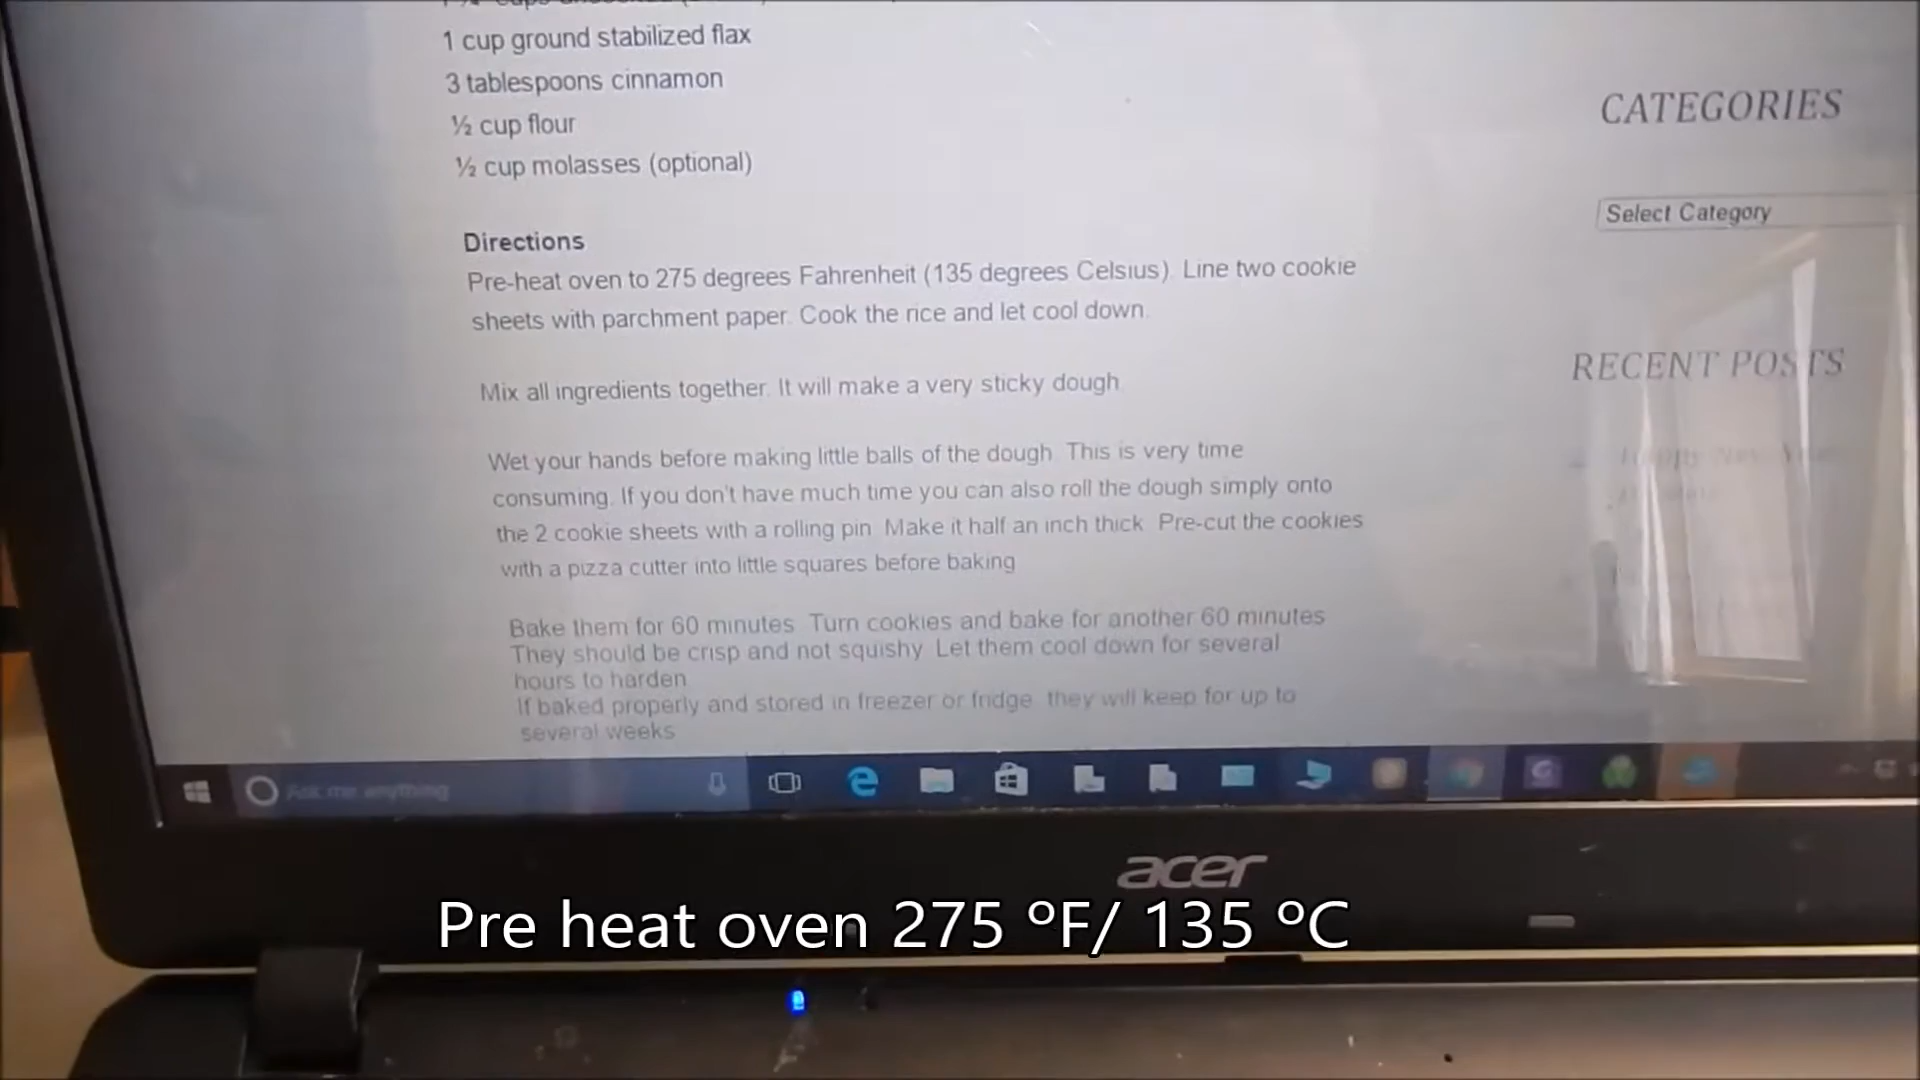 1 cup ground stabilized flax
3 tablespoons cinnamon
½ cup flour
½ cup molasses (optional)
Directions
Pre-heat oven to 275 degrees Fahrenheit (135 degrees Celsius). Line two cookie
sheets with parchment paper. Cook the rice and let cool down.
Mix all ingredients together. It will make a very sticky dough
Wet your hands before making little balls of the dough. This is very time
consuming. If you don't have much time you can also roll the dough simply onto
the 2 cookie sheets with a rolling pin. Make it half an inch thick. Pre-cut the cookies
with a pizza cutter into little squares before baking
Bake them for 60 minutes. Turn cookies and bake for another 60 minutes
They should be crisp and not squishy. Let them cool down for several
hours to harden
If baked properly and stored in freezer or fridge they will keep for up to
several weeks
CATEGORIES
Select Category
RECENT POSTS
Ask me anything
acer
Pre heat oven 275 ºF/ 135 ºC